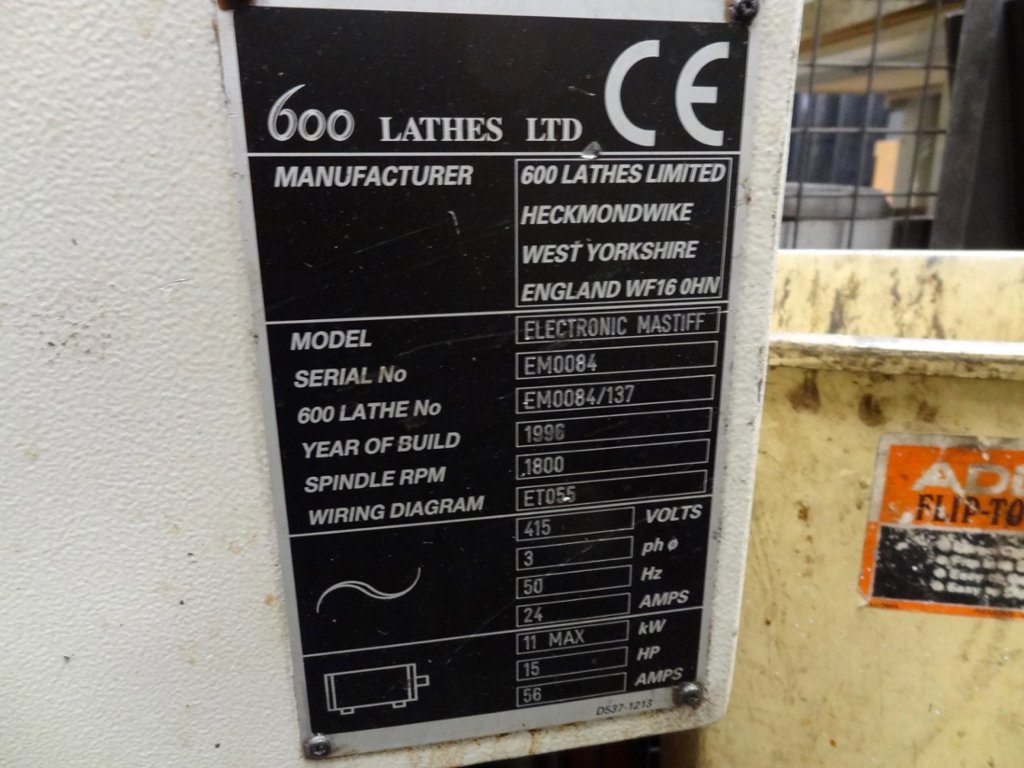 600 LATHES LTD CE
MANUFACTURER 600 LATHES LIMITED
HECKMONDWIKE
WEST YORKSHIRE
ENGLAND WF16 0HN
MODEL ELECTRONIC MASTIFF
SERIAL No EM0084
600 LATHE No EM0084/137
YEAR OF BUILD 1996
SPINDLE RPM 1800
WIRING DIAGRAM ET055
415 VOLTS
3 ph ø
50 Hz
24 AMPS
11 MAX kW
15 HP
56 AMPS
D537-1213
FLIP-TO